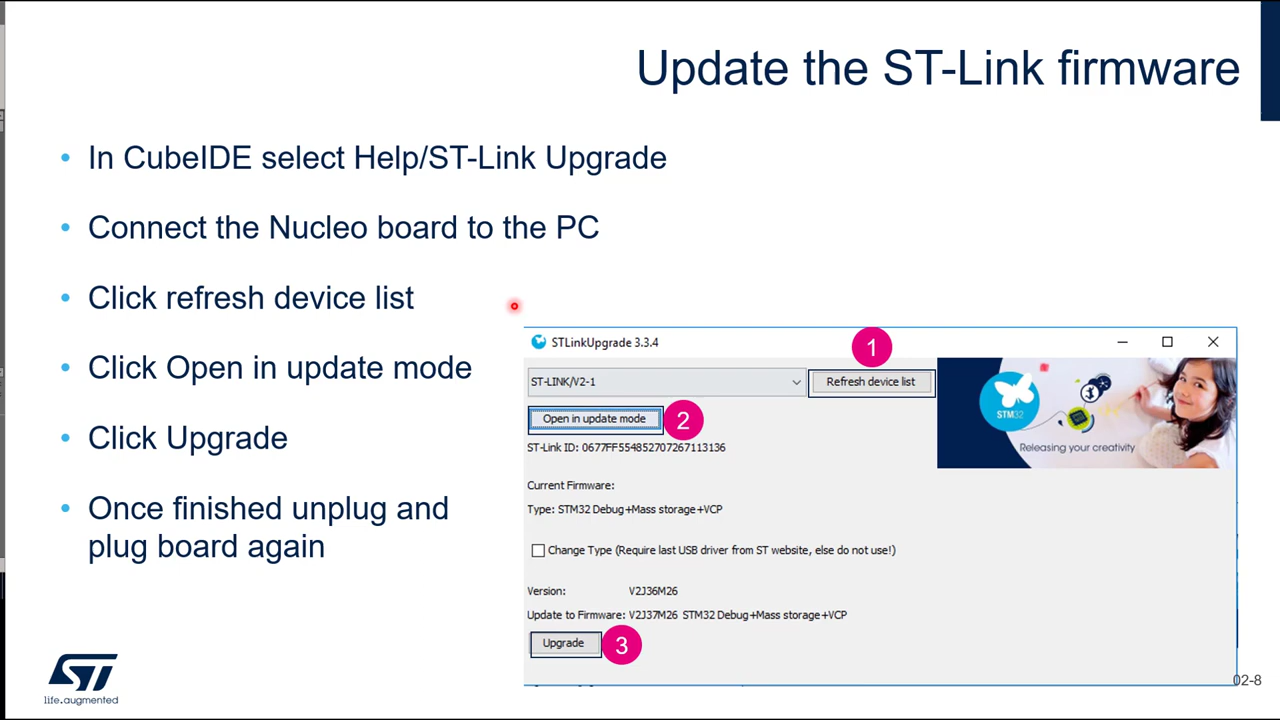 Update the ST-Link firmware
In CubeIDE select Help/ST-Link Upgrade
Connect the Nucleo board to the PC
Click refresh device list
Click Open in update mode
Click Upgrade
Once finished unplug and
plug board again
STLinkUpgrade 3.3.4
1
ST-LINK/V2-1
Refresh device list
Open in update mode
2
ST-Link ID: 0677FF554852707267113136
STM32
Releasing your creativity
Current Firmware:
Type: STM32 Debug+Mass storage+VCP
Change Type (Require last USB driver from ST website, else do not use!)
Version: V2J36M26
Update to Firmware: V2J37M26 STM32 Debug+Mass storage+VCP
Upgrade
3
ST
life.augmented
02-8